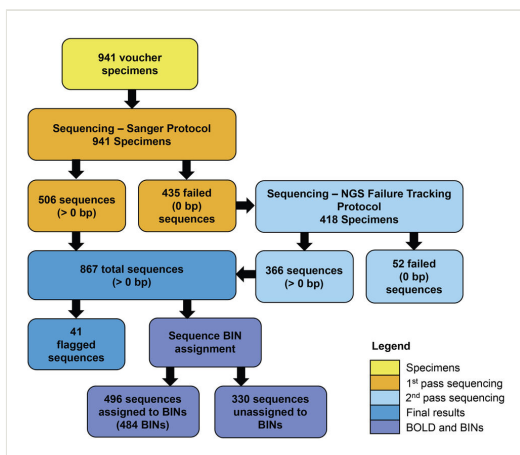 941 voucher
specimens
Sequencing – Sanger Protocol
941 Specimens
506 sequences
(> 0 bp)
435 failed
(0 bp)
sequences
Sequencing – NGS Failure Tracking
Protocol
418 Specimens
867 total sequences
(> 0 bp)
366 sequences
(> 0 bp)
52 failed
(0 bp)
sequences
41
flagged
sequences
Sequence BIN
assignment
496 sequences
assigned to BINs
(484 BINs)
330 sequences
unassigned to
BINs
Legend
Specimens
1st pass sequencing
2nd pass sequencing
Final results
BOLD and BINs